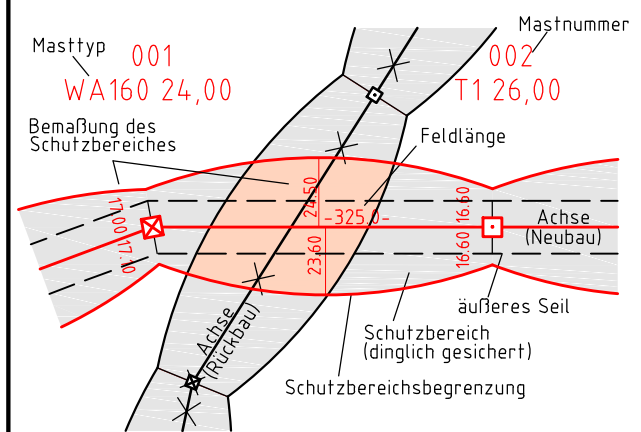 Masttyp
001
WA160 24,00
Mastnummer
002
T1 26,00
Bemaßung des
Schutzbereiches
Feldlänge
17.00
17.10
24.50
-325.0-
23.60
16.60
16.60
Achse
(Neubau)
äußeres Seil
Achse
(Rückbau)
Schutzbereich
(dinglich gesichert)
Schutzbereichsbegrenzung